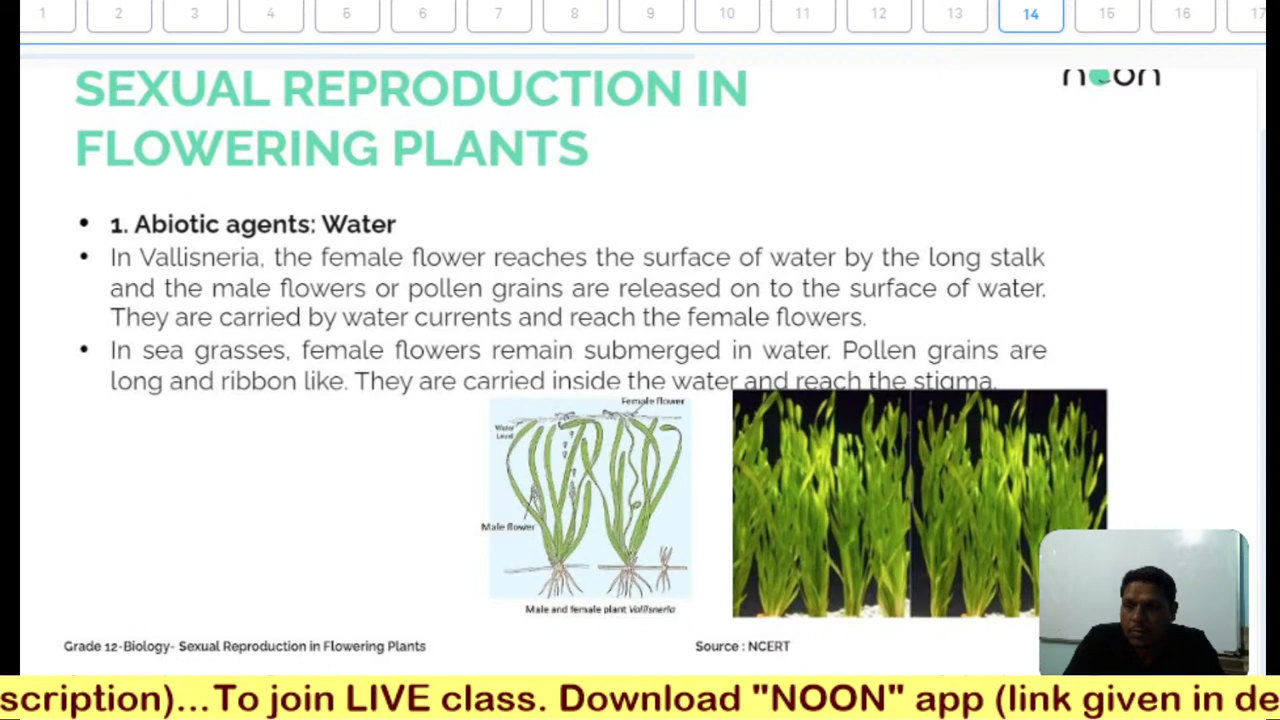 1 2 3 4 5 6 7 8 9 10 11 12 13 14 15 16 17
noon
SEXUAL REPRODUCTION IN
FLOWERING PLANTS
• 1. Abiotic agents: Water
• In Vallisneria, the female flower reaches the surface of water by the long stalk
and the male flowers or pollen grains are released on to the surface of water.
They are carried by water currents and reach the female flowers.
• In sea grasses, female flowers remain submerged in water. Pollen grains are
long and ribbon like. They are carried inside the water and reach the stigma.
Female flower
Water
Level
Male flower
Male and female plant Vallisneria
Grade 12-Biology- Sexual Reproduction in Flowering Plants
Source : NCERT
scription)...To join LIVE class. Download "NOON" app (link given in de